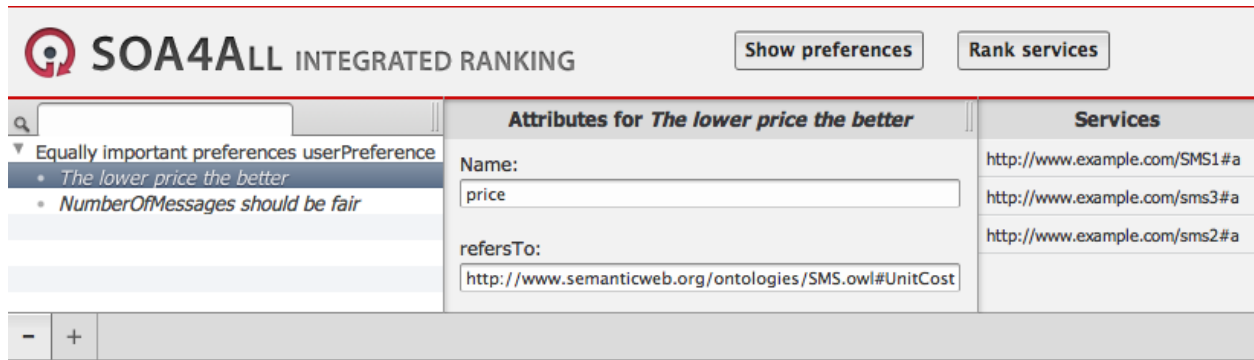 SOA4ALL INTEGRATED RANKING
Show preferences
Rank services
Equally important preferences userPreference
The lower price the better
NumberOfMessages should be fair
Attributes for The lower price the better
Name:
price
refersTo:
http://www.semanticweb.org/ontologies/SMS.owl#UnitCost
Services
http://www.example.com/SMS1#a
http://www.example.com/sms3#a
http://www.example.com/sms2#a
- +